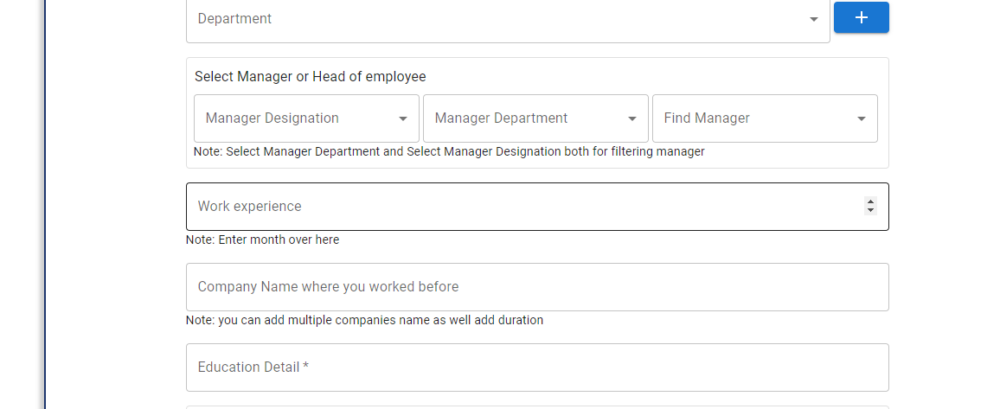 Department
+
Select Manager or Head of employee
Manager Designation Manager Department Find Manager
Note: Select Manager Department and Select Manager Designation both for filtering manager
Work experience
Note: Enter month over here
Company Name where you worked before
Note: you can add multiple companies name as well add duration
Education Detail *